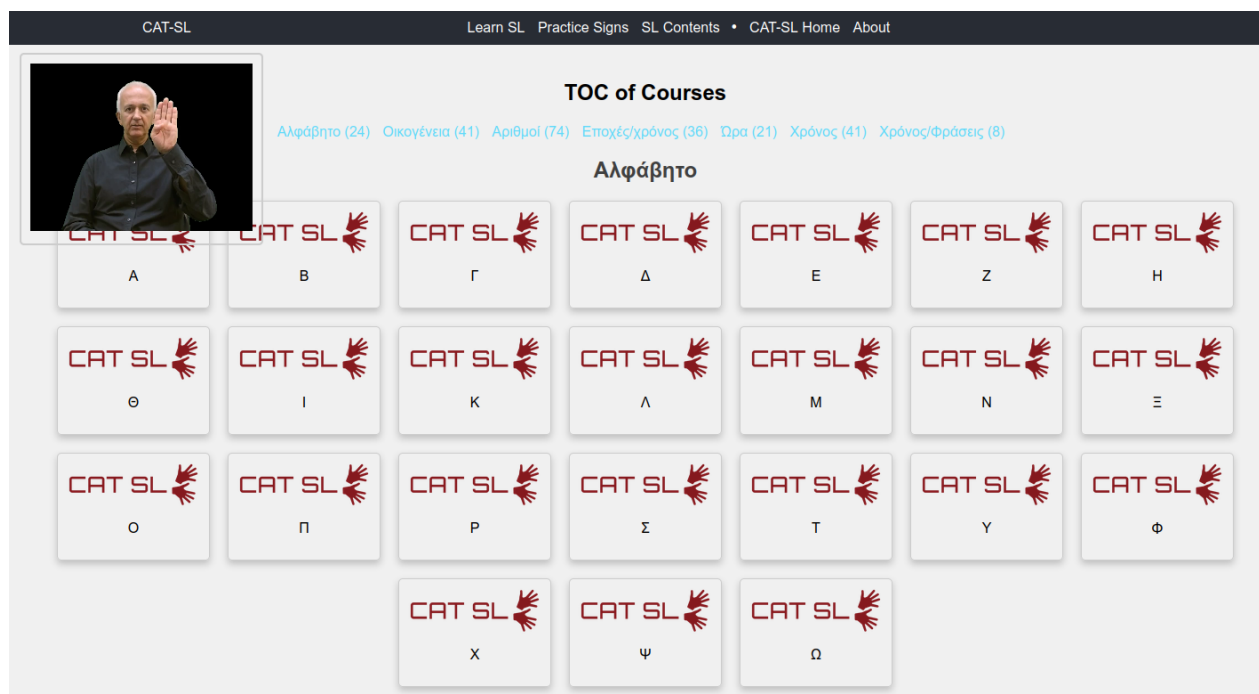 CAT-SL Learn SL Practice Signs SL Contents • CAT-SL Home About
TOC of Courses
Αλφάβητο (24) Οικογένεια (41) Αριθμοί (74) Εποχές/χρόνος (36) Ώρα (21) Χρόνος (41) Χρόνος/Φράσεις (8)
Αλφάβητο
CAT SL CAT SL CAT SL CAT SL CAT SL CAT SL CAT SL
Α Β Γ Δ Ε Ζ Η
CAT SL CAT SL CAT SL CAT SL CAT SL CAT SL CAT SL
Θ Ι Κ Λ Μ Ν Ξ
CAT SL CAT SL CAT SL CAT SL CAT SL CAT SL CAT SL
Ο Π Ρ Σ Τ Υ Φ
CAT SL CAT SL CAT SL
Χ Ψ Ω